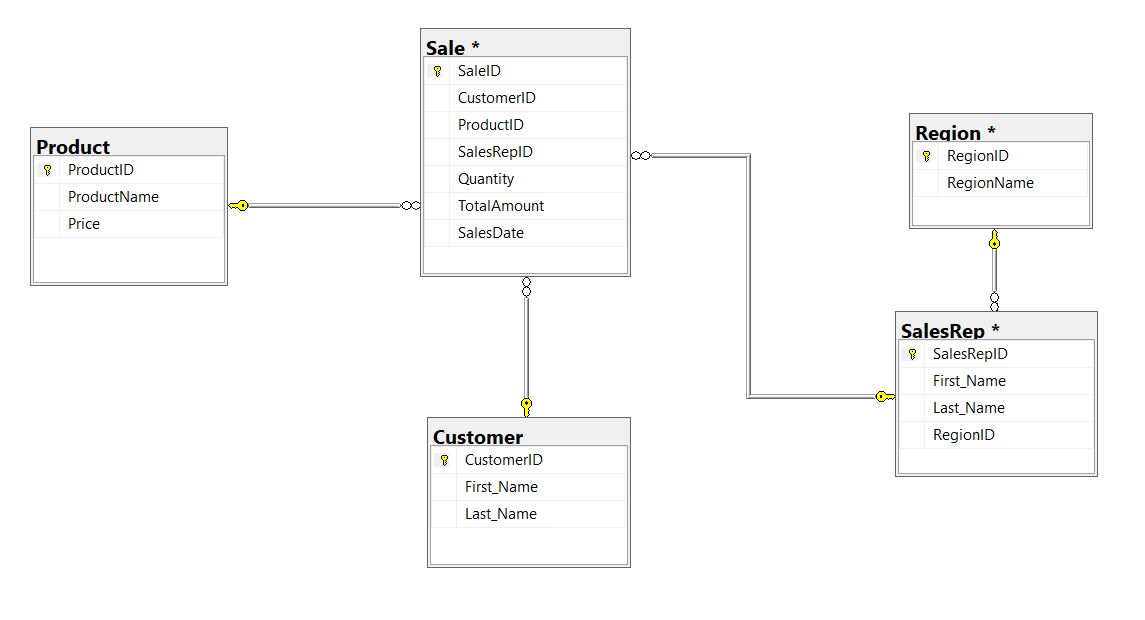 Sale *
SaleID
CustomerID
ProductID
SalesRepID
Quantity
TotalAmount
SalesDate
Product
ProductID
ProductName
Price
Region *
RegionID
RegionName
SalesRep *
SalesRepID
First_Name
Last_Name
RegionID
Customer
CustomerID
First_Name
Last_Name